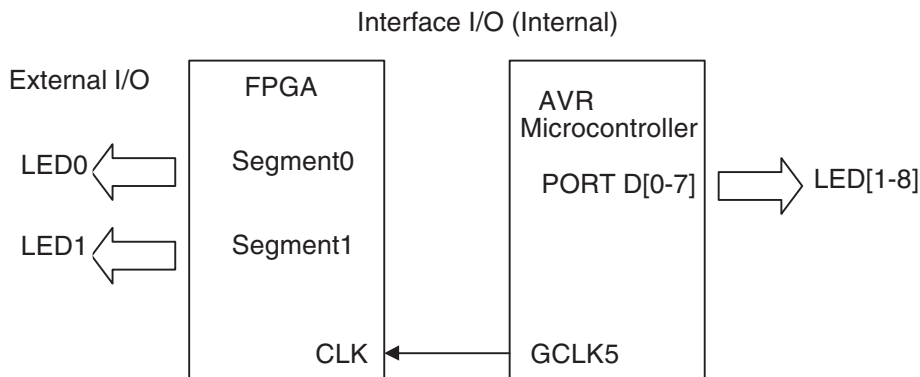 Interface I/O (Internal)
External I/O
FPGA
AVR
Microcontroller
LED0
Segment0
PORT D[0-7]
LED[1-8]
LED1
Segment1
CLK
GCLK5